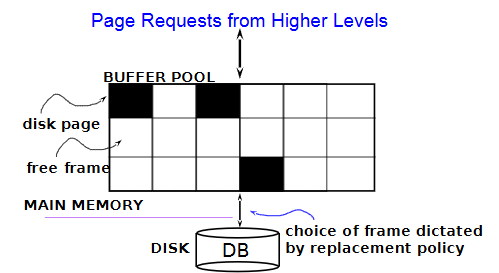 Page Requests from Higher Levels
BUFFER POOL
disk page
free frame
MAIN MEMORY
choice of frame dictated
by replacement policy
DISK
DB